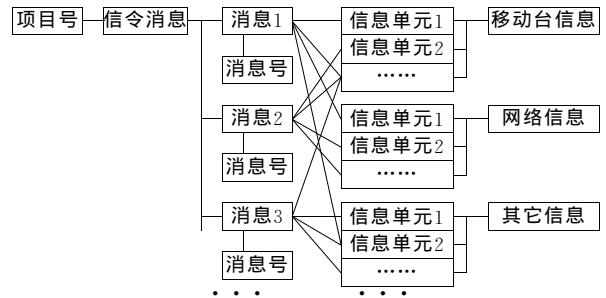 项目号 信令消息 消息1 信息单元1 移动台信息
信息单元2
消息号 ……
消息2 信息单元1 网络信息
信息单元2
消息号 ……
消息3 信息单元1 其它信息
信息单元2
消息号 ……
··· ···